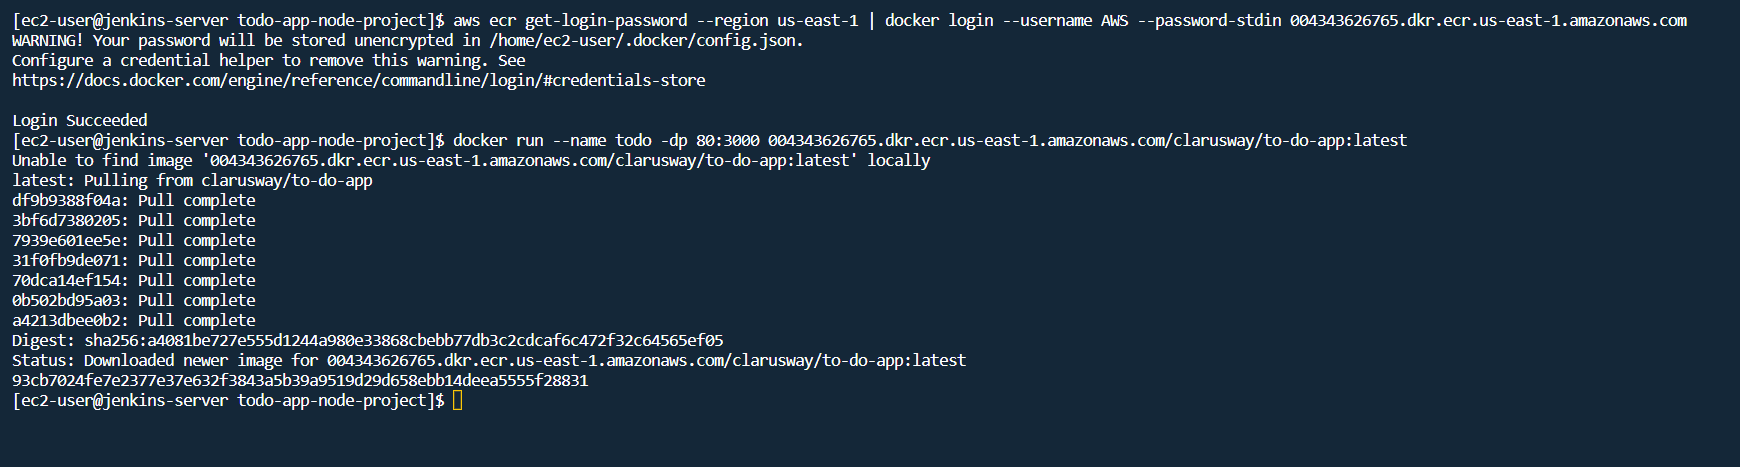 [ec2-user@jenkins-server todo-app-node-project]$ aws ecr get-login-password --region us-east-1 | docker login --username AWS --password-stdin 004343626765.dkr.ecr.us-east-1.amazonaws.com
WARNING! Your password will be stored unencrypted in /home/ec2-user/.docker/config.json.
Configure a credential helper to remove this warning. See
https://docs.docker.com/engine/reference/commandline/login/#credentials-store
Login Succeeded
[ec2-user@jenkins-server todo-app-node-project]$ docker run --name todo -dp 80:3000 004343626765.dkr.ecr.us-east-1.amazonaws.com/clarusway/to-do-app:latest
Unable to find image '004343626765.dkr.ecr.us-east-1.amazonaws.com/clarusway/to-do-app:latest' locally
latest: Pulling from clarusway/to-do-app
df9b9388f04a: Pull complete
3bf6d7380205: Pull complete
7939e601ee5e: Pull complete
31f0fb9de071: Pull complete
70dca14ef154: Pull complete
0b502bd95a03: Pull complete
a4213dbee0b2: Pull complete
Digest: sha256:a4081be727e555d1244a980e33868cbebb77db3c2cdcaf6c472f32c64565ef05
Status: Downloaded newer image for 004343626765.dkr.ecr.us-east-1.amazonaws.com/clarusway/to-do-app:latest
93cb7024fe7e2377e37e632f3843a5b39a9519d29d658ebb14deea5555f28831
[ec2-user@jenkins-server todo-app-node-project]$